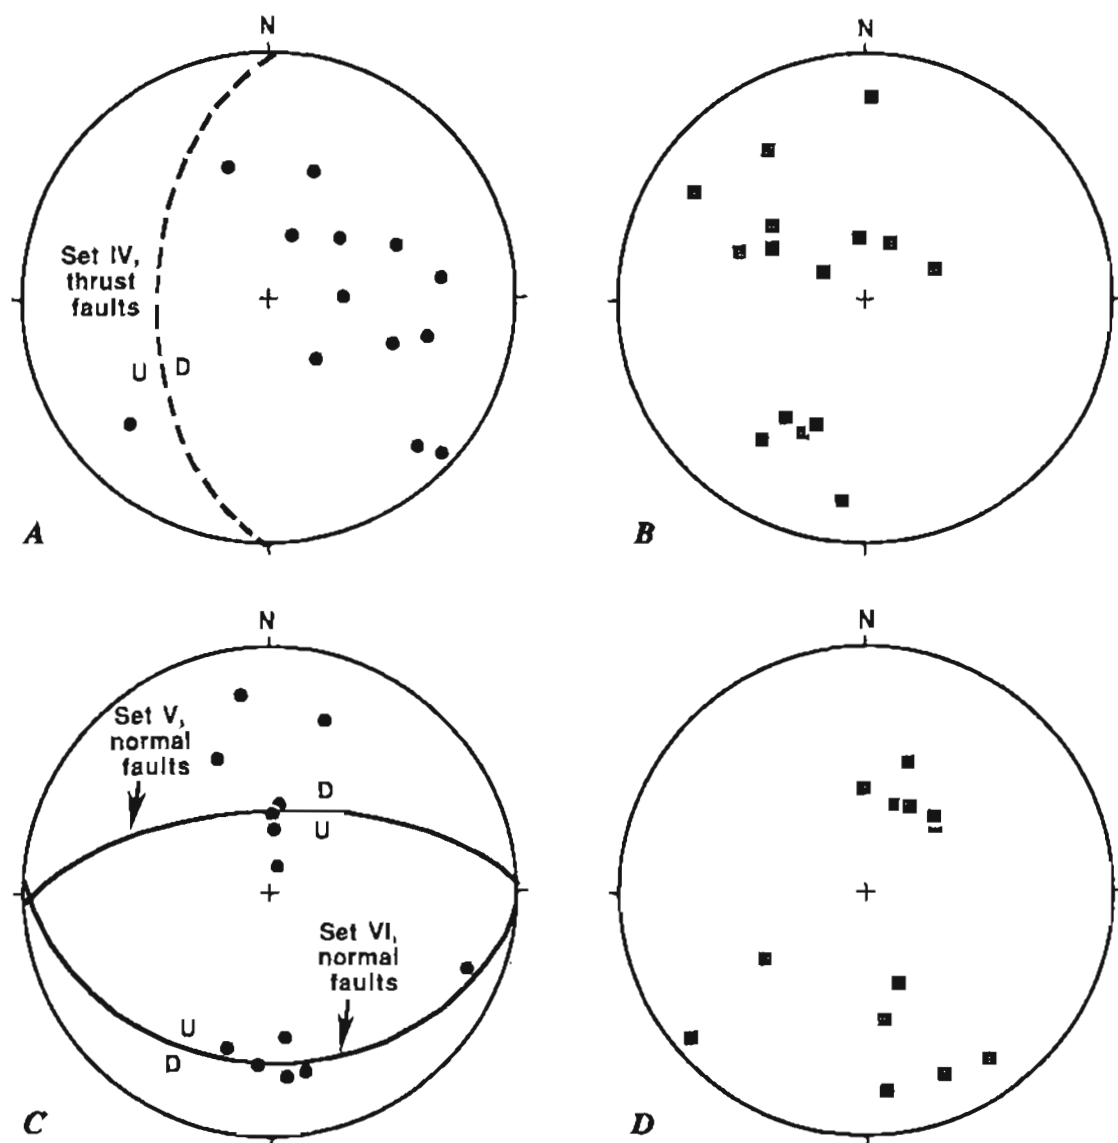 N
Set IV,
thrust
faults
U D
A
N
B
N
Set V,
normal
faults
D
U
Set VI,
normal
faults
U
D
C
N
D